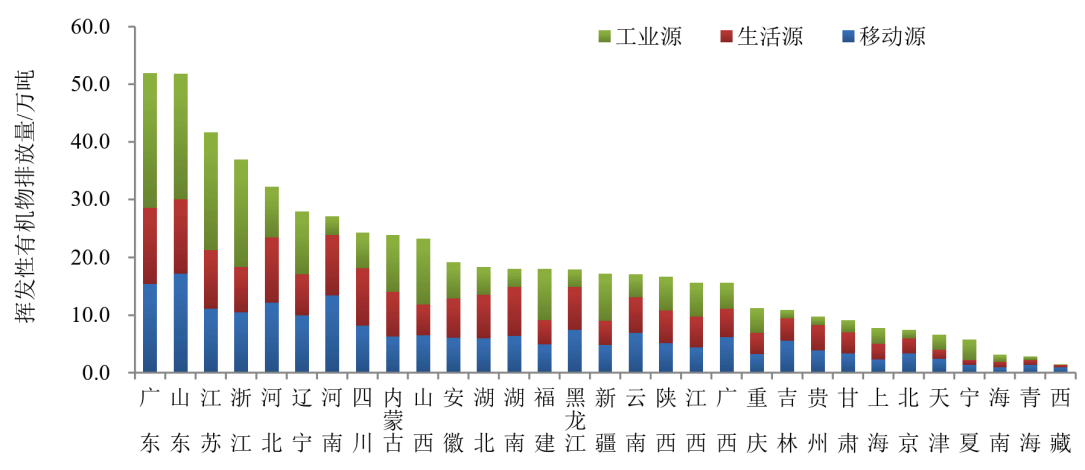 60.0
50.0
40.0
30.0
20.0
10.0
0.0
挥发性有机物排放量/万吨
工业源 生活源 移动源
广东
山东
江苏
浙江
河北
辽宁
河南
四川
内蒙古
山西
安徽
湖北
湖南
福建
黑龙江
新疆
云南
陕西
江西
广西
重庆
吉林
贵州
甘肃
上海
北京
天津
宁夏
海南
青海
西藏